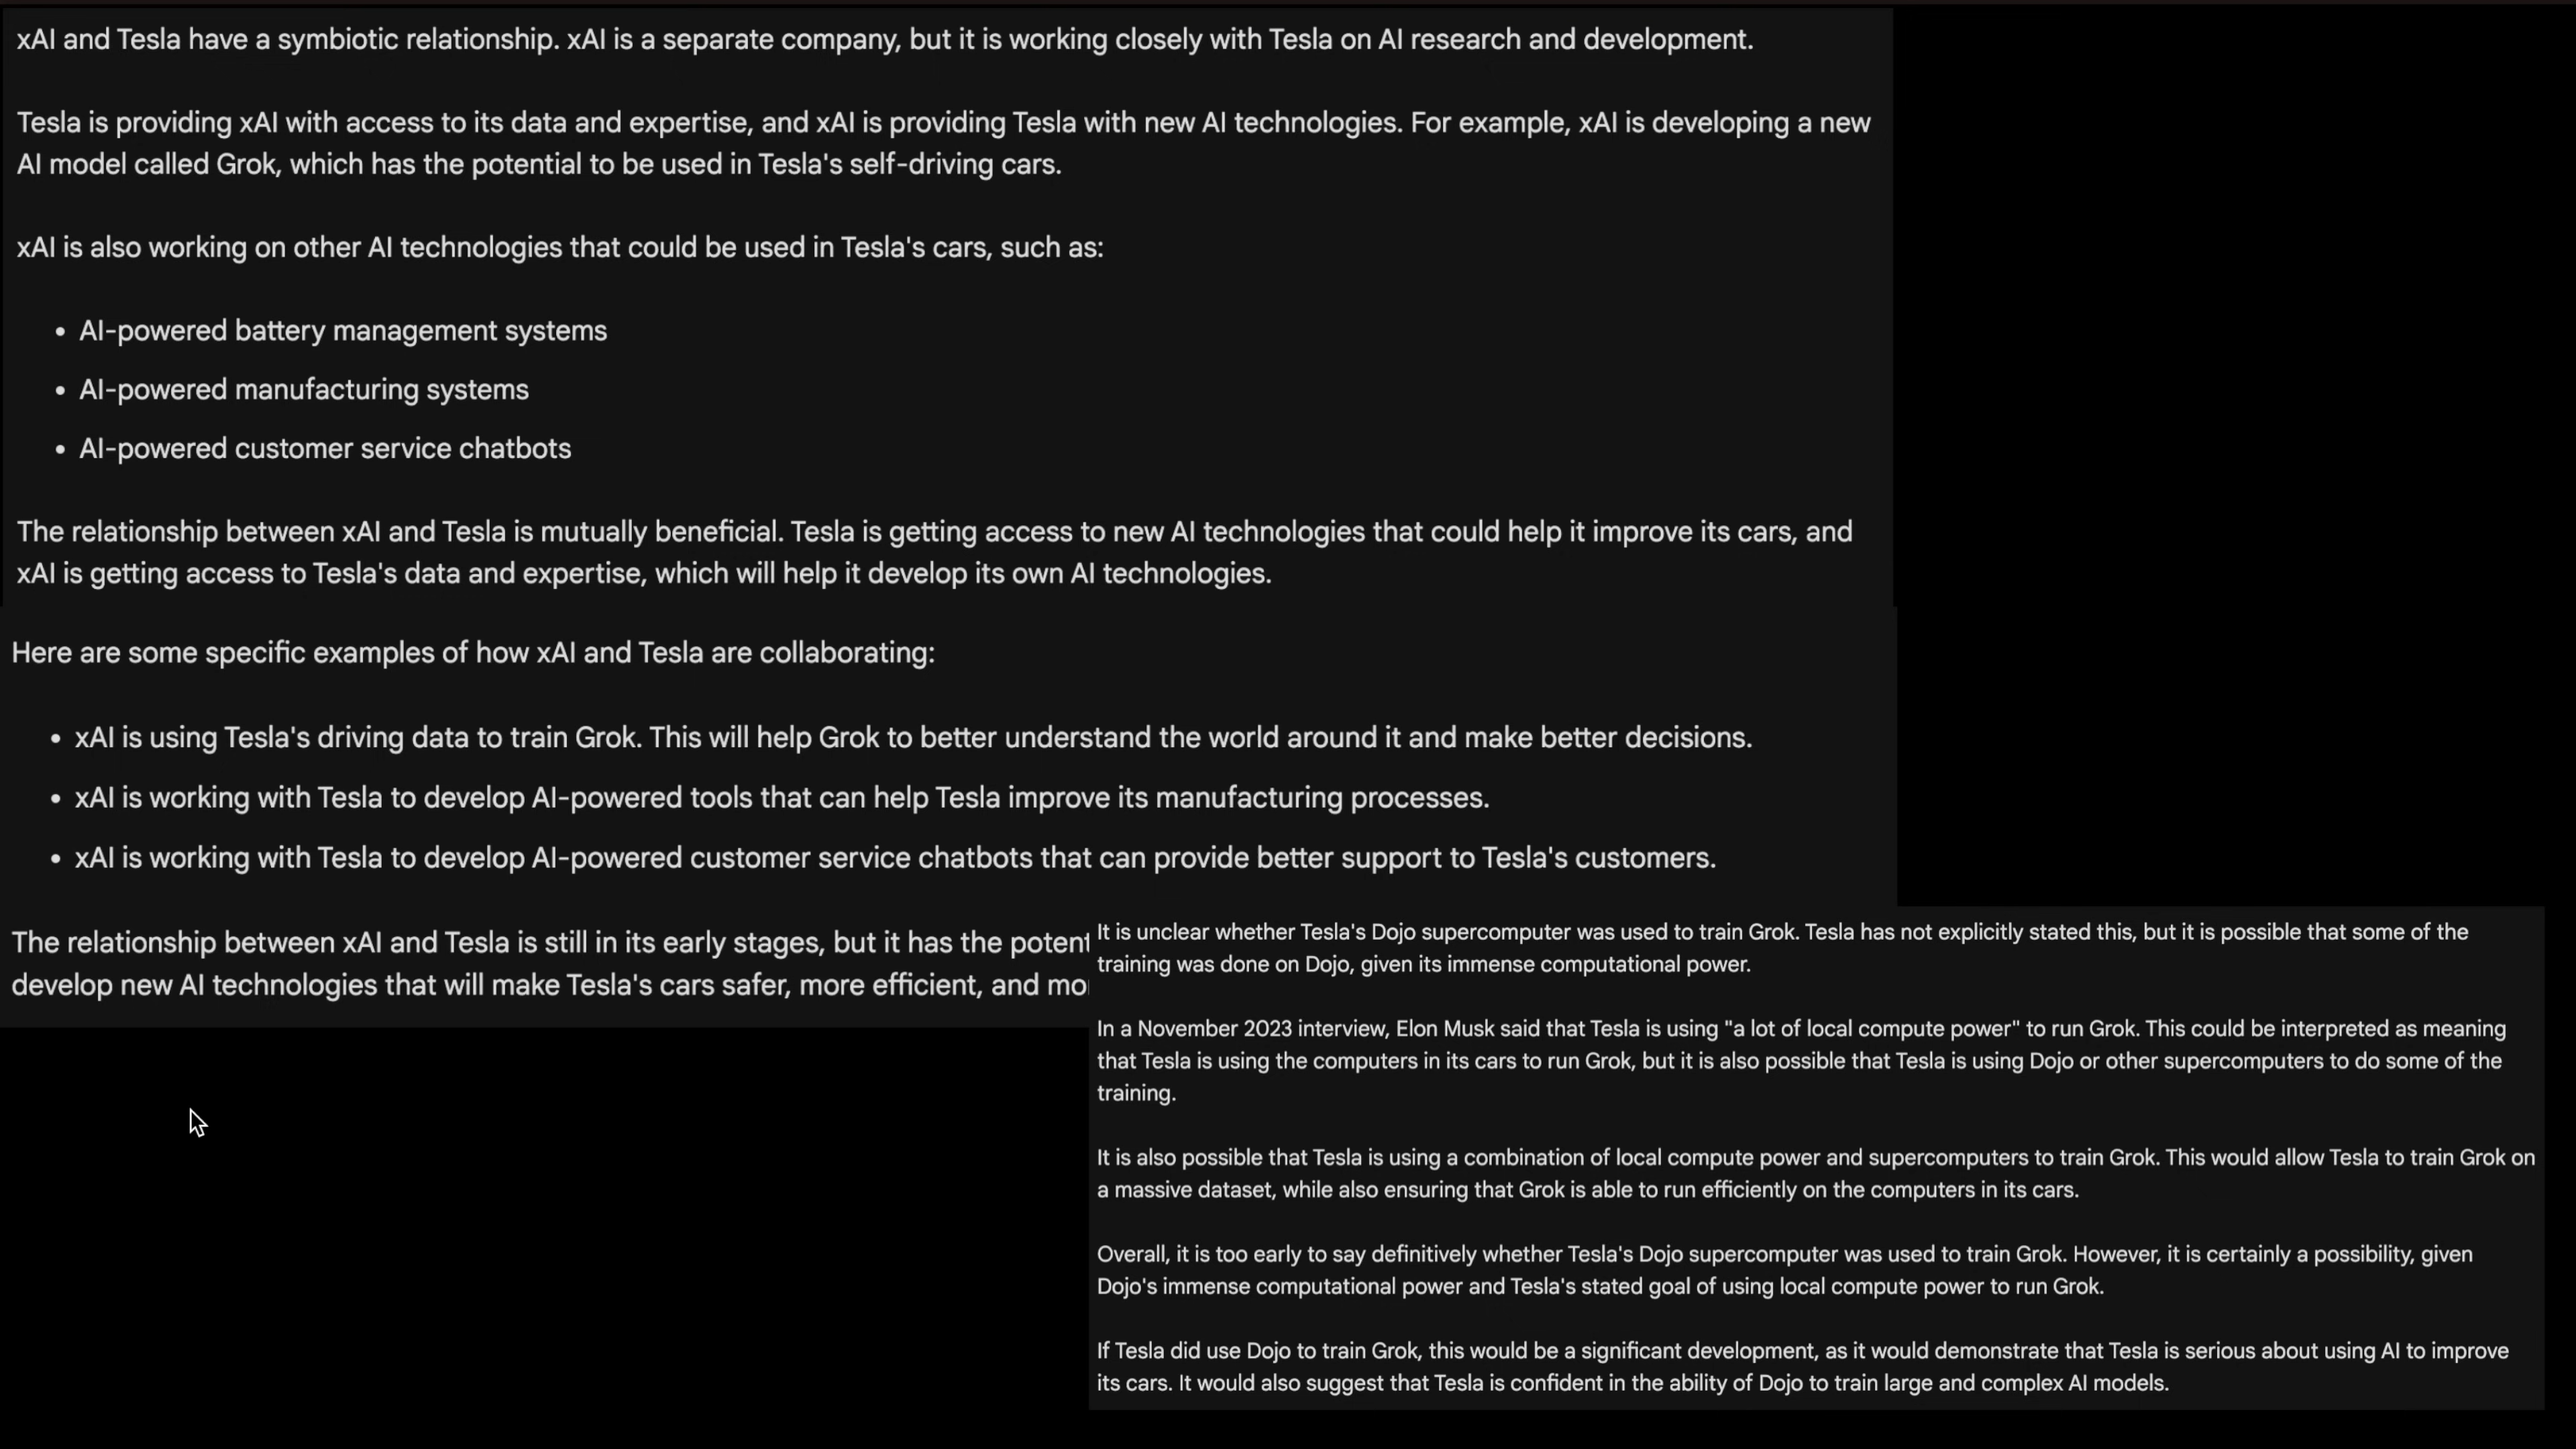 xAI and Tesla have a symbiotic relationship. xAI is a separate company, but it is working closely with Tesla on AI research and development.
Tesla is providing xAI with access to its data and expertise, and xAI is providing Tesla with new AI technologies. For example, xAI is developing a new
AI model called Grok, which has the potential to be used in Tesla's self-driving cars.
xAI is also working on other AI technologies that could be used in Tesla's cars, such as:
• AI-powered battery management systems
• AI-powered manufacturing systems
• AI-powered customer service chatbots
The relationship between xAI and Tesla is mutually beneficial. Tesla is getting access to new AI technologies that could help it improve its cars, and
xAI is getting access to Tesla's data and expertise, which will help it develop its own AI technologies.
Here are some specific examples of how xAI and Tesla are collaborating:
• xAI is using Tesla's driving data to train Grok. This will help Grok to better understand the world around it and make better decisions.
• xAI is working with Tesla to develop AI-powered tools that can help Tesla improve its manufacturing processes.
• xAI is working with Tesla to develop AI-powered customer service chatbots that can provide better support to Tesla's customers.
The relationship between xAI and Tesla is still in its early stages, but it has the potent
develop new AI technologies that will make Tesla's cars safer, more efficient, and mo
It is unclear whether Tesla's Dojo supercomputer was used to train Grok. Tesla has not explicitly stated this, but it is possible that some of the
training was done on Dojo, given its immense computational power.
In a November 2023 interview, Elon Musk said that Tesla is using "a lot of local compute power" to run Grok. This could be interpreted as meaning
that Tesla is using the computers in its cars to run Grok, but it is also possible that Tesla is using Dojo or other supercomputers to do some of the
training.
It is also possible that Tesla is using a combination of local compute power and supercomputers to train Grok. This would allow Tesla to train Grok on
a massive dataset, while also ensuring that Grok is able to run efficiently on the computers in its cars.
Overall, it is too early to say definitively whether Tesla's Dojo supercomputer was used to train Grok. However, it is certainly a possibility, given
Dojo's immense computational power and Tesla's stated goal of using local compute power to run Grok.
If Tesla did use Dojo to train Grok, this would be a significant development, as it would demonstrate that Tesla is serious about using AI to improve
its cars. It would also suggest that Tesla is confident in the ability of Dojo to train large and complex AI models.